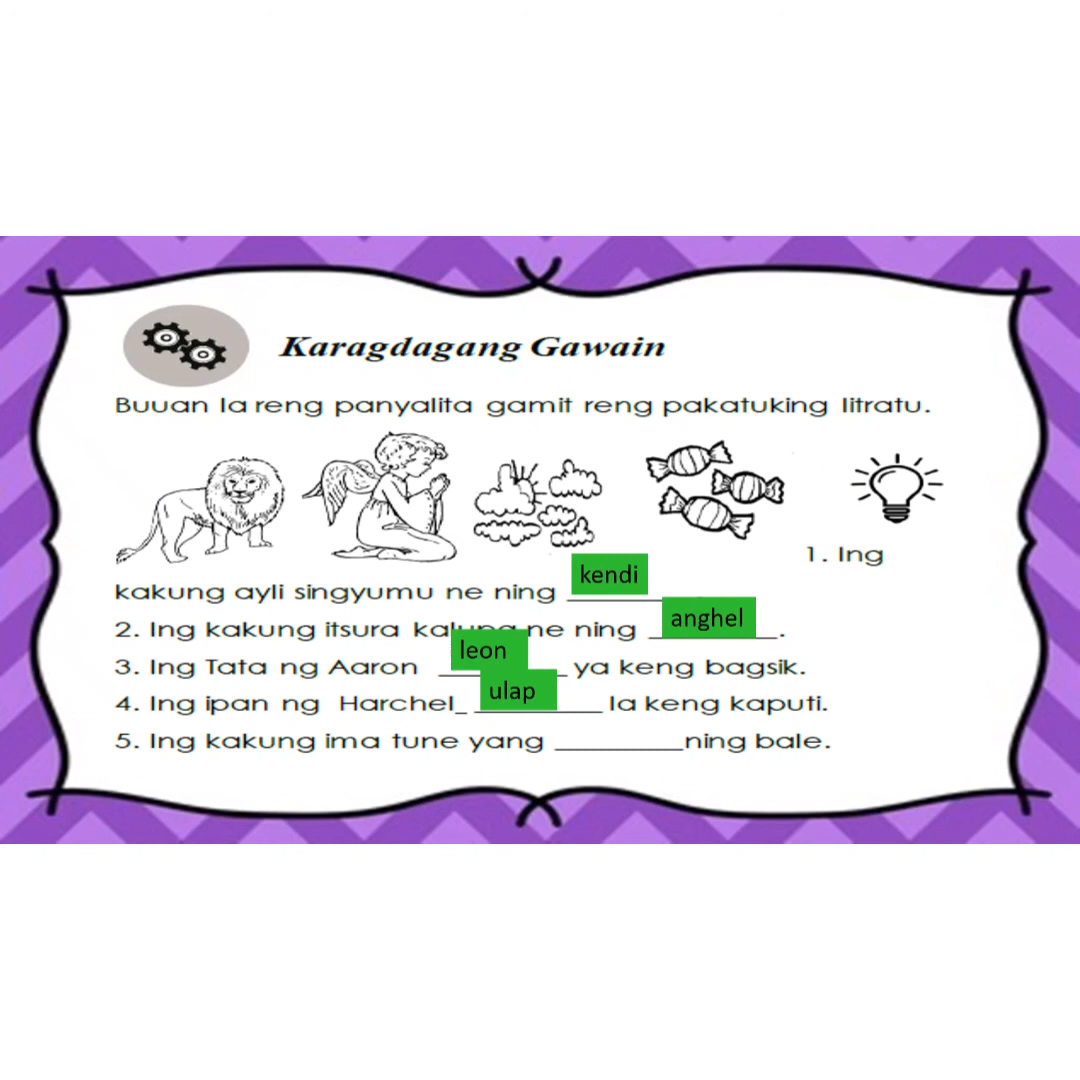 Karagdagang Gawain
Buuan la reng panyalita gamit reng pakatuking litratu.
1. Ing
kakung ayli singyumu ne ning kendi
2. Ing kakung itsura ne ning anghel.
3. Ing Tata ng Aaron leon ya keng bagsik.
4. Ing ipan ng Harchel_ ulap la keng kaputi.
5. Ing kakung ima tune yang _________ning bale.